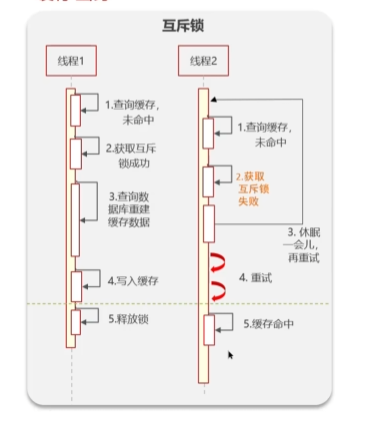 互斥锁
线程1
线程2
1.查询缓存，
未命中
2.获取互斥
锁成功
3.查询数
据库重建
缓存数据
4.写入缓存
5.释放锁
1.查询缓存，
未命中
2.获取
互斥锁
失败
3. 休眠
一会儿，
再重试
4. 重试
5.缓存命中